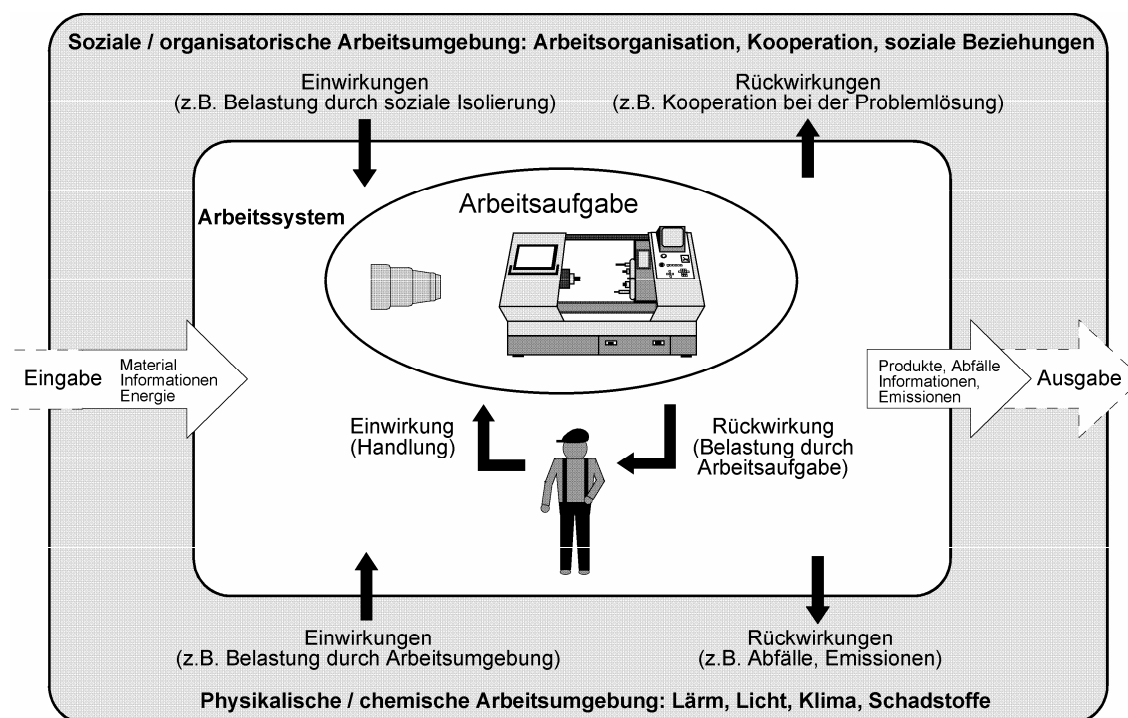 Soziale / organisatorische Arbeitsumgebung: Arbeitsorganisation, Kooperation, soziale Beziehungen
Einwirkungen
(z.B. Belastung durch soziale Isolierung)
Rückwirkungen
(z.B. Kooperation bei der Problemlösung)
Arbeitssystem
Arbeitsaufgabe
Eingabe
Material
Informationen
Energie
Produkte, Abfälle
Informationen,
Emissionen
Ausgabe
Einwirkung
(Handlung)
Rückwirkung
(Belastung durch
Arbeitsaufgabe)
Einwirkungen
(z.B. Belastung durch Arbeitsumgebung)
Rückwirkungen
(z.B. Abfälle, Emissionen)
Physikalische / chemische Arbeitsumgebung: Lärm, Licht, Klima, Schadstoffe